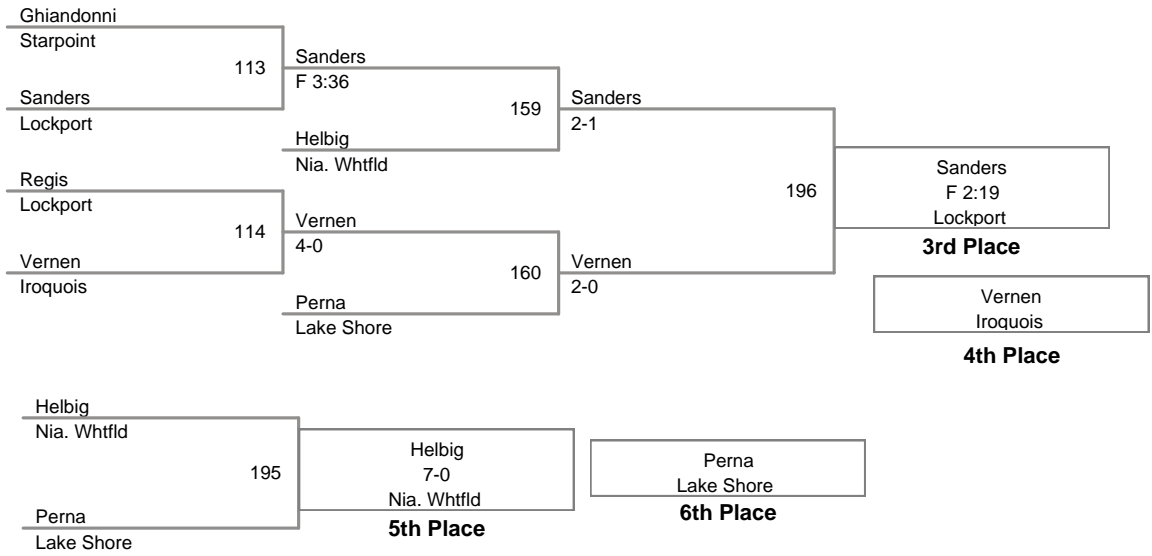 Ghiandonni
Starpoint
113
Sanders
F 3:36
Sanders
Lockport
159
Sanders
2-1
Helbig
Nia. Whtfld
Regis
Lockport
114
Vernen
4-0
Vernen
Iroquois
160
Vernen
2-0
Perna
Lake Shore
196
Sanders
F 2:19
Lockport
3rd Place
Vernen
Iroquois
4th Place
Helbig
Nia. Whtfld
195
Perna
Lake Shore
Helbig
7-0
Nia. Whtfld
5th Place
Perna
Lake Shore
6th Place